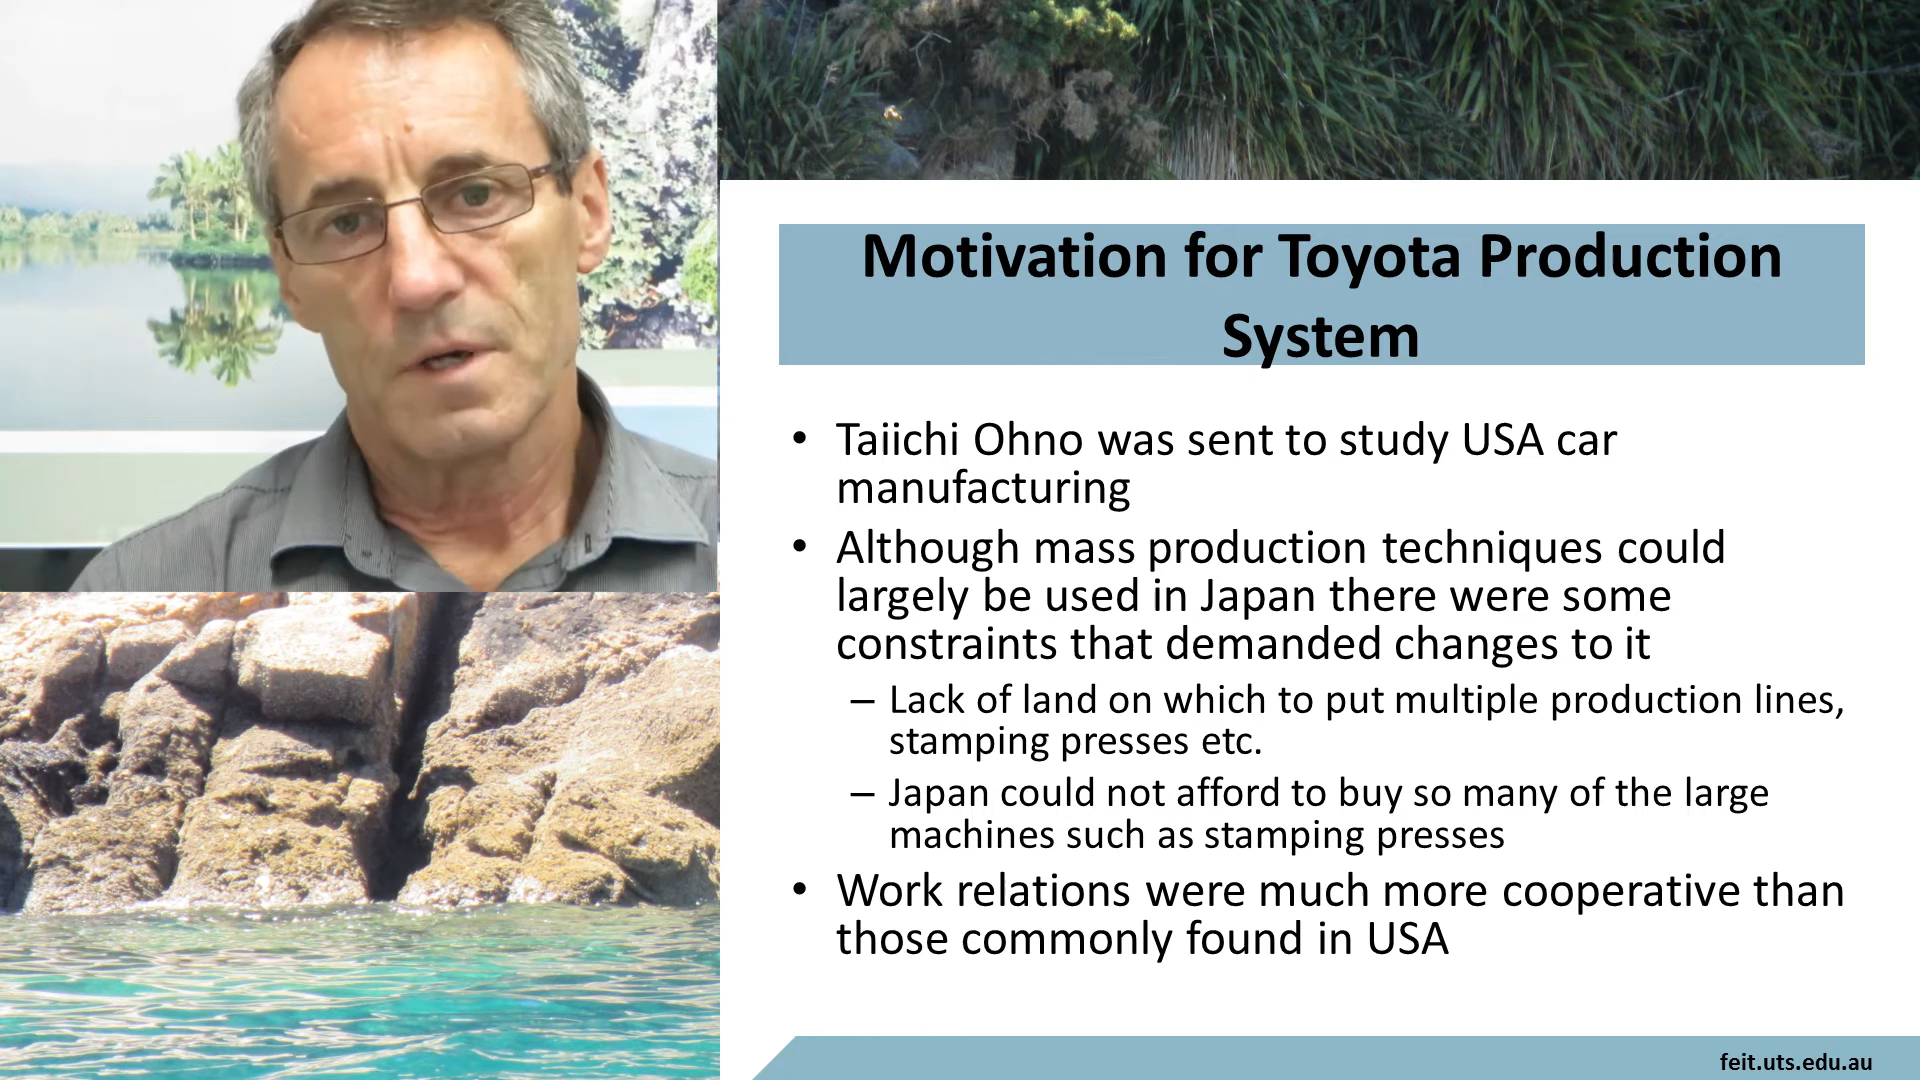 Motivation for Toyota Production
System
• Taiichi Ohno was sent to study USA car
manufacturing
• Although mass production techniques could
largely be used in Japan there were some
constraints that demanded changes to it
– Lack of land on which to put multiple production lines,
stamping presses etc.
– Japan could not afford to buy so many of the large
machines such as stamping presses
• Work relations were much more cooperative than
those commonly found in USA
feit.uts.edu.au